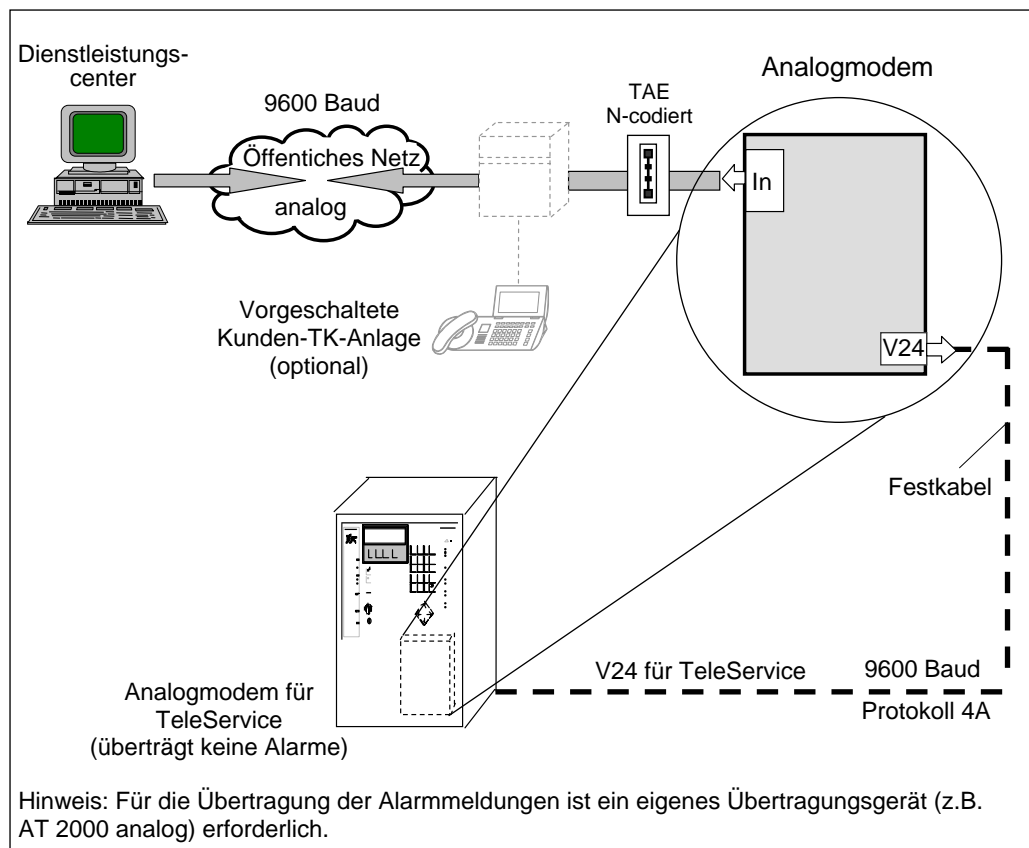 Dienstleistungs-
center
9600 Baud
Öffentiches Netz
analog
TAE
N-codiert
Analogmodem
In
V24
Vorgeschaltete
Kunden-TK-Anlage
(optional)
Festkabel
V24 für TeleService
9600 Baud
Protokoll 4A
Analogmodem für
TeleService
(überträgt keine Alarme)
Hinweis: Für die Übertragung der Alarmmeldungen ist ein eigenes Übertragungsgerät (z.B.
AT 2000 analog) erforderlich.